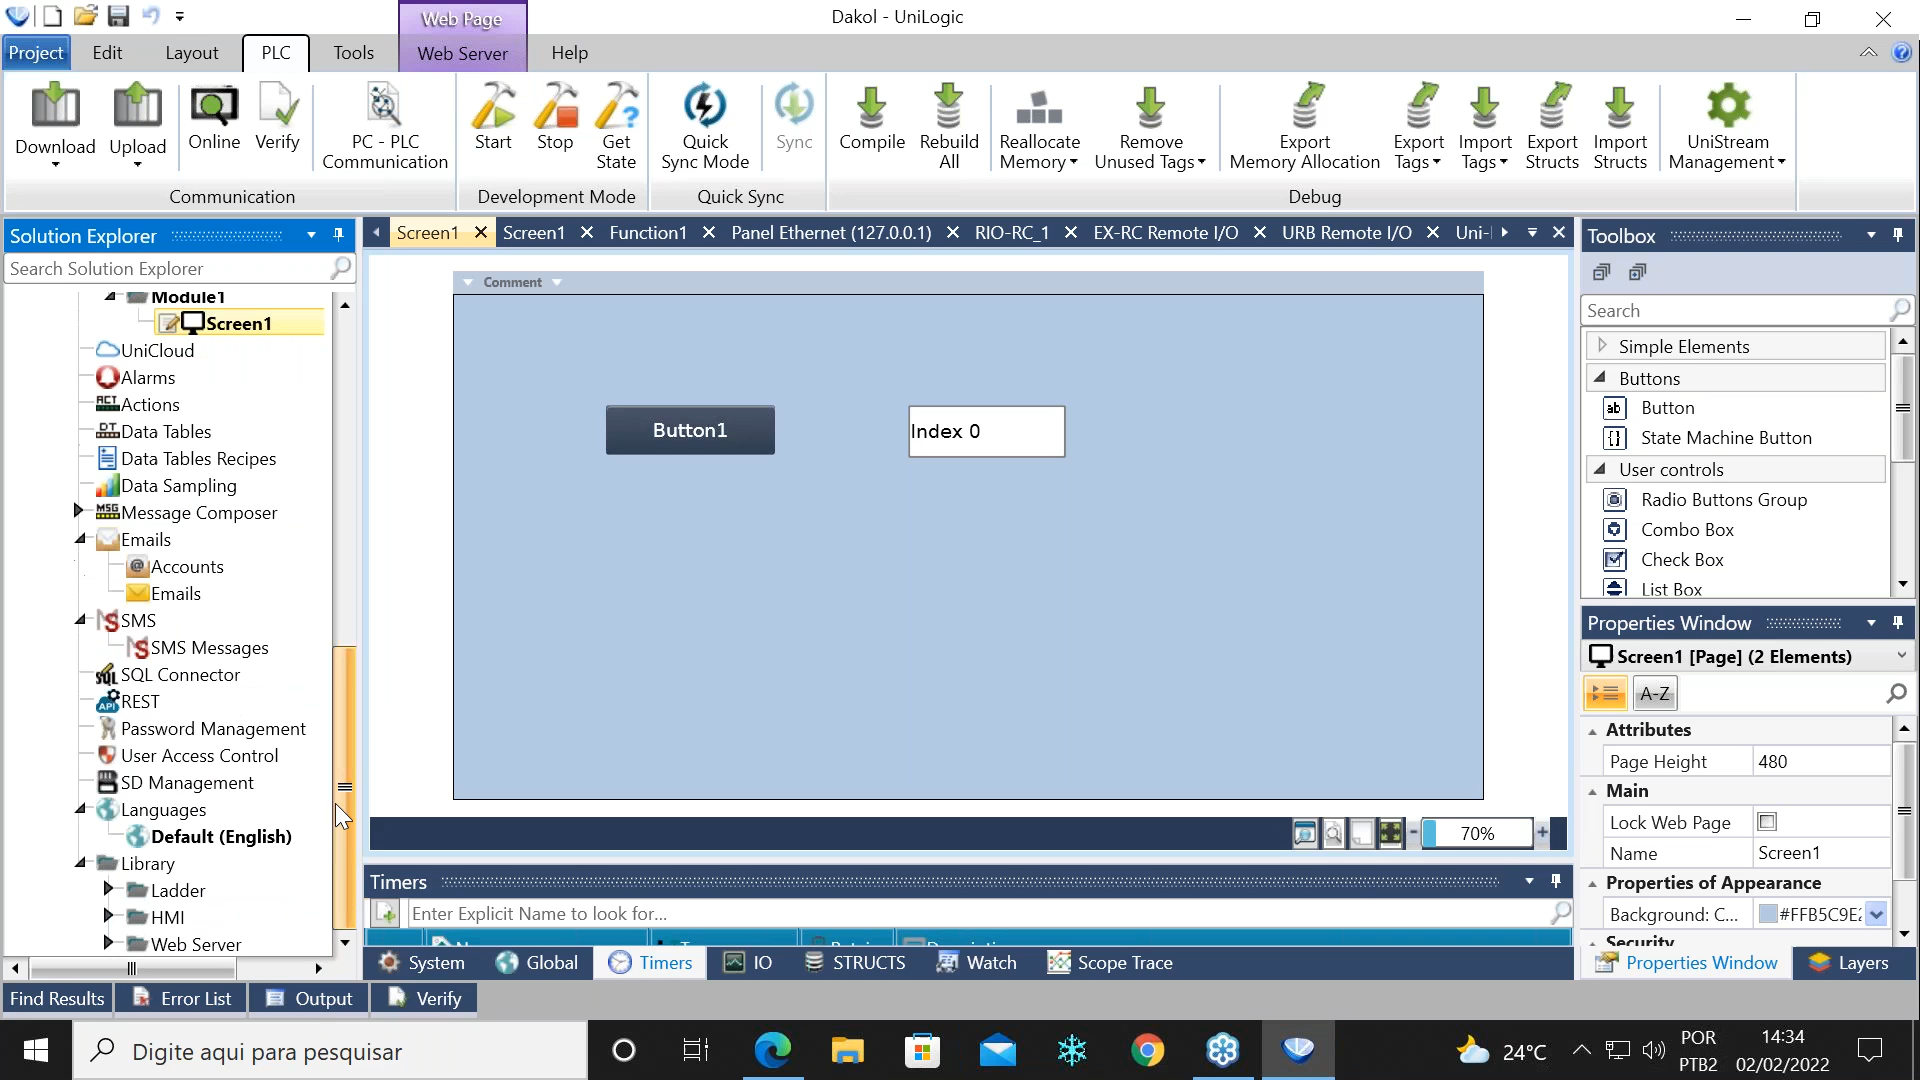 Web Page
Dakol - UniLogic
Project
Edit
Layout
PLC
Tools
Web Server
Help
Download
Upload
Online
Verify
PC - PLC
Communication
Start
Stop
Get
State
Quick
Sync Mode
Sync
Compile
Rebuild
All
Reallocate
Memory
Remove
Unused Tags
Export
Memory Allocation
Export
Tags
Import
Tags
Export
Structs
Import
Structs
UniStream
Management
Communication
Development Mode
Quick Sync
Debug
Solution Explorer
Search Solution Explorer
Module1
Screen1
UniCloud
Alarms
Actions
Data Tables
Data Tables Recipes
Data Sampling
Message Composer
Emails
Accounts
Emails
SMS
SMS Messages
SQL Connector
REST
Password Management
User Access Control
SD Management
Languages
Default (English)
Library
Ladder
HMI
Web Server
Screen1
Screen1
Function1
Panel Ethernet (127.0.0.1)
RIO-RC_1
EX-RC Remote I/O
URB Remote I/O
Uni-
Comment
Button1
Index 0
70%
Timers
Enter Explicit Name to look for...
System
Global
Timers
IO
STRUCTS
Watch
Scope Trace
Toolbox
Search
Simple Elements
Buttons
Button
State Machine Button
User controls
Radio Buttons Group
Combo Box
Check Box
List Box
Properties Window
Screen1 [Page] (2 Elements)
A-Z
Attributes
Page Height 480
Main
Lock Web Page
Name Screen1
Properties of Appearance
Background: C... #FFB5C9E2
Security
Properties Window
Layers
Find Results
Error List
Output
Verify
Digite aqui para pesquisar
24°C
POR
PTB2
14:34
02/02/2022